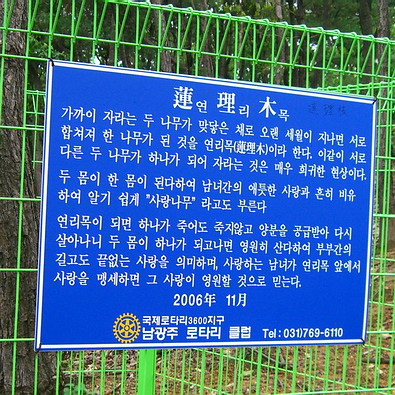 蓮연 理리 木목
가까이 자라는 두 나무가 맞닿은 채로 오랜 세월이 지나면 서로
합쳐져 한 나무가 된 것을 연리목(蓮理木)이라 한다. 이같이 서로
다른 두 나무가 하나가 되어 자라는 것은 매우 희귀한 현상이다.
두 몸이 한 몸이 된다하여 남녀간의 애틋한 사랑과 흔히 비유
하여 알기 쉽게 "사랑나무" 라고도 부른다
연리목이 되면 하나가 죽어도 죽지않고 양분을 공급받아 다시
살아나니 두 몸이 하나가 되고나면 영원히 산다하여 부부간의
길고도 끝없는 사랑을 의미하며, 사랑하는 남녀가 연리목 앞에서
사랑을 맹세하면 그 사랑이 영원할 것으로 믿는다.
2006年 11月
국제로타리3600지구
남광주 로타리 클럽 Tel : 031)769-6110